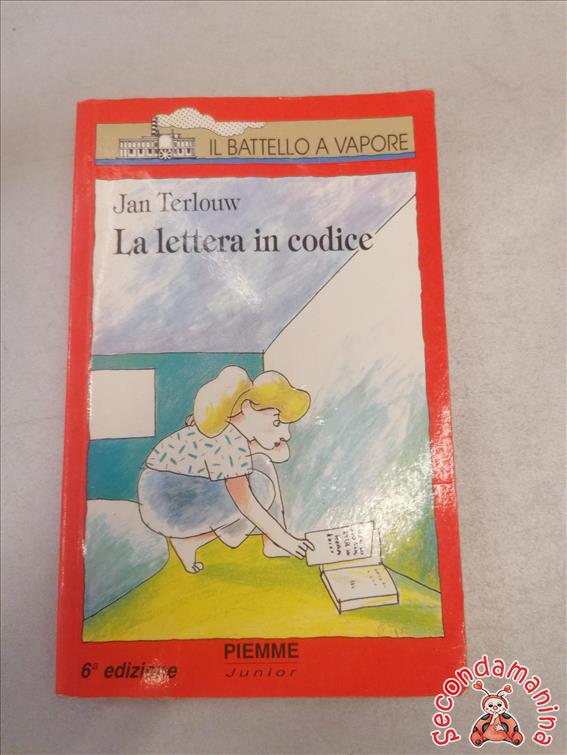 IL BATTELLO A VAPORE
Jan Terlouw
La lettera in codice
6ª edizione
PIEMME
Junior
Secondamanina